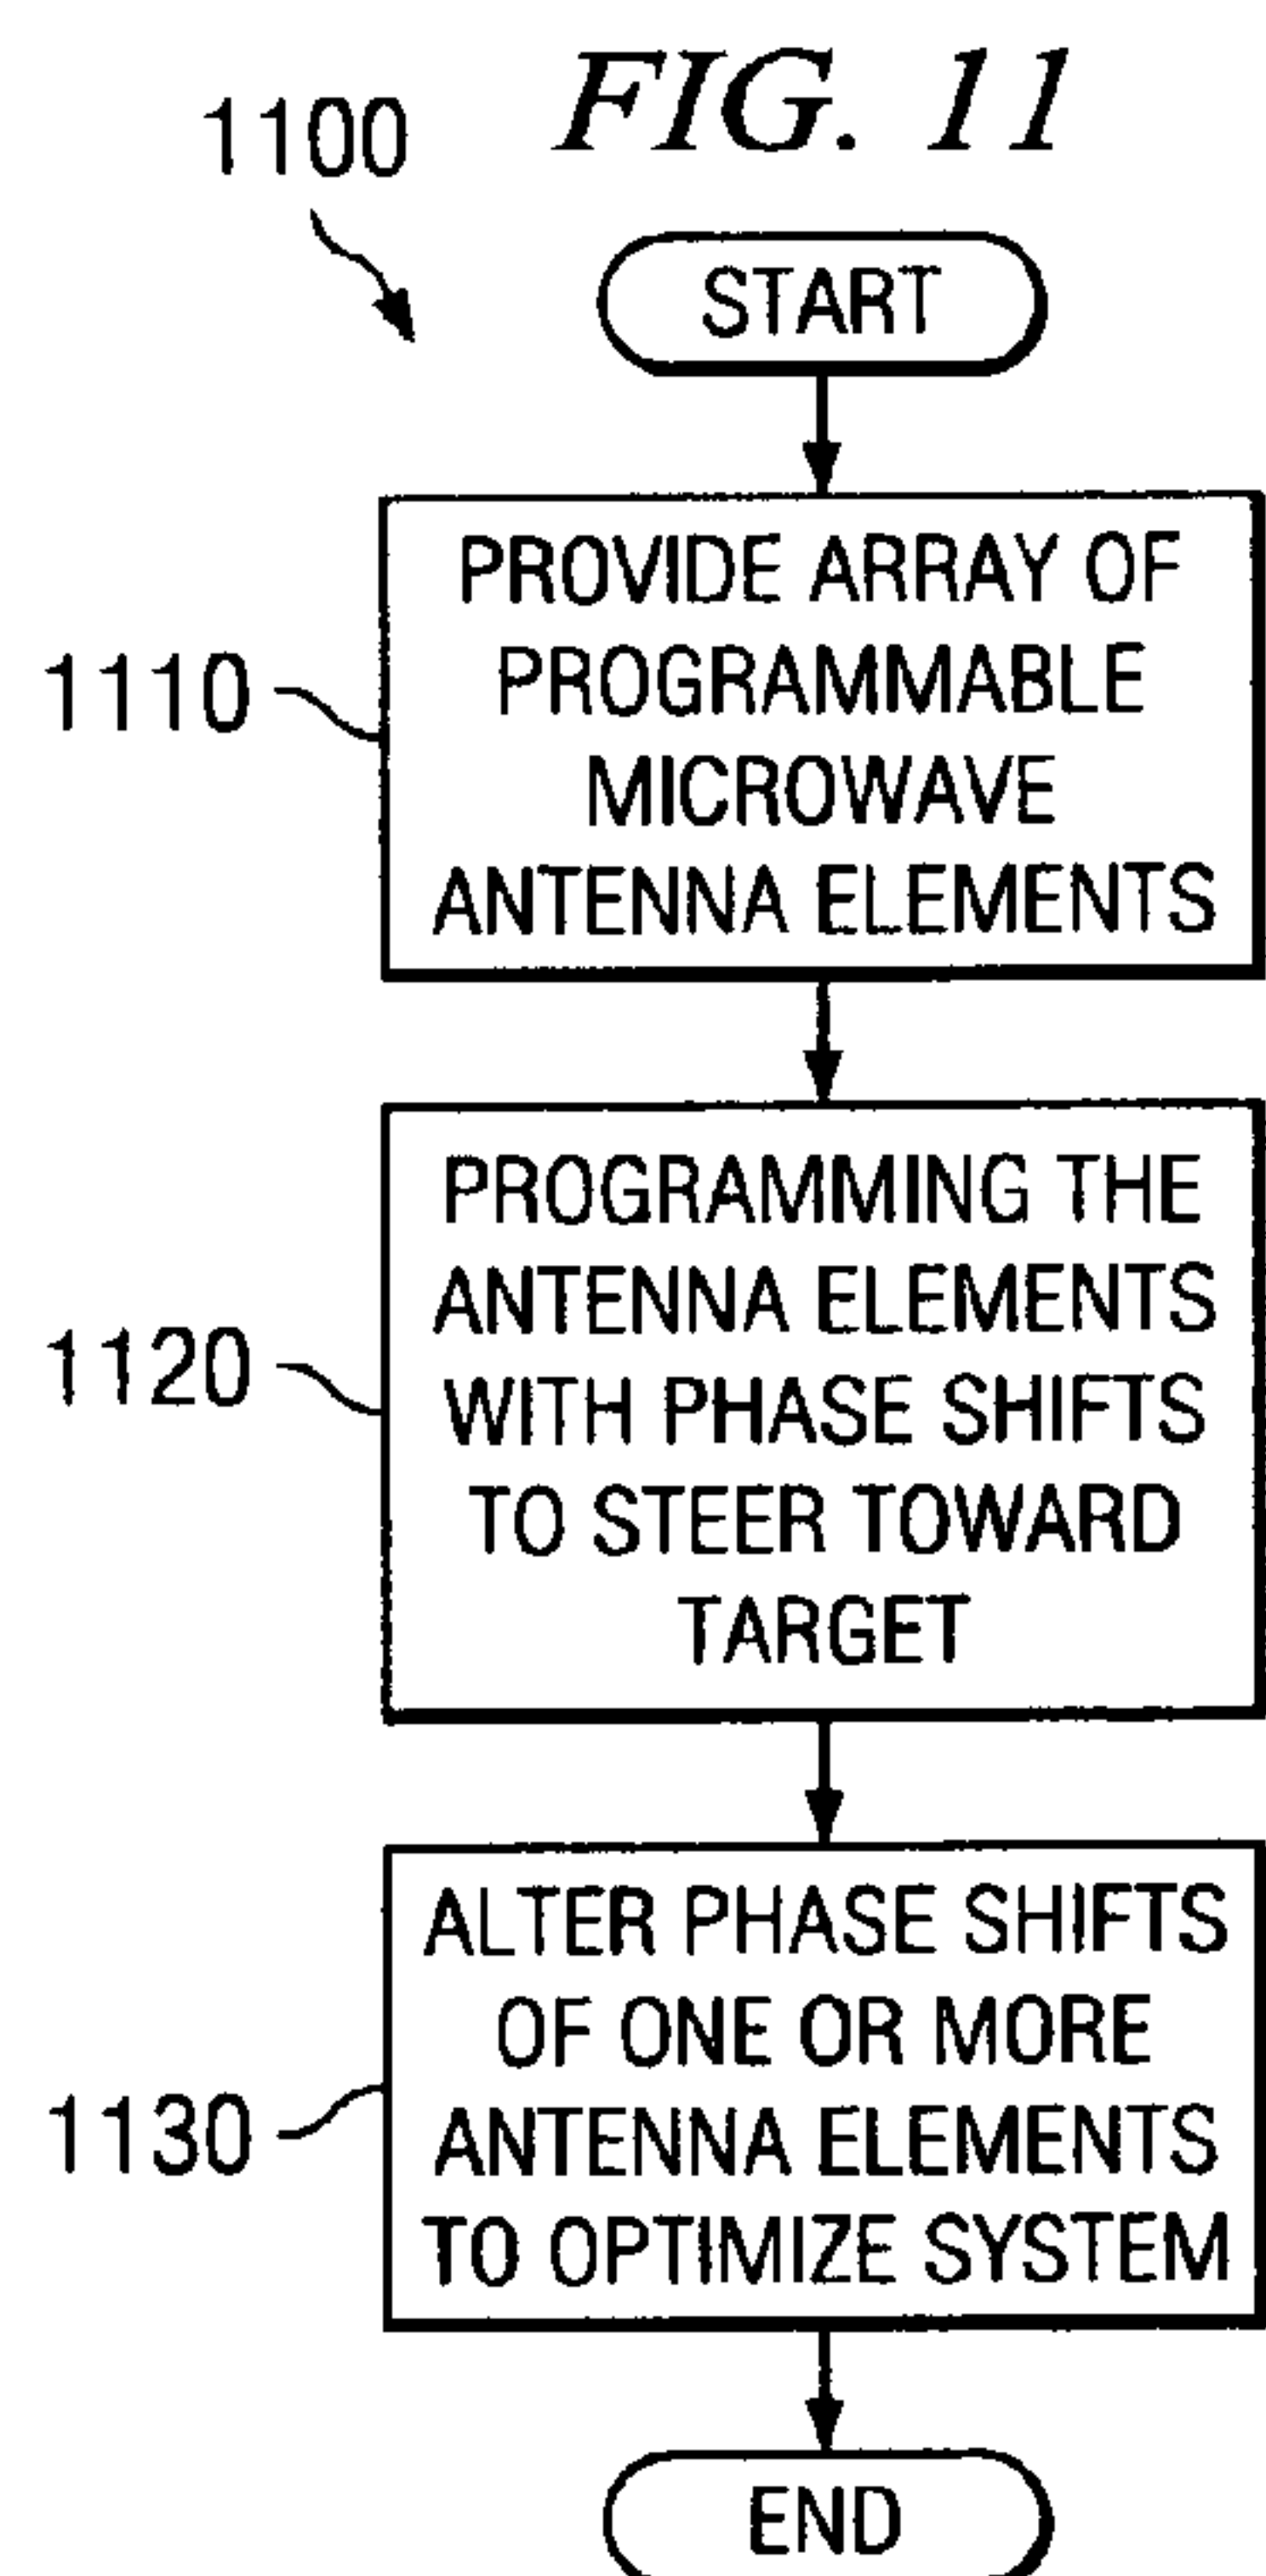 FIG. 11
1100
START
PROVIDE ARRAY OF
PROGRAMMABLE
MICROWAVE
ANTENNA ELEMENTS
1110
PROGRAMMING THE
ANTENNA ELEMENTS
WITH PHASE SHIFTS
TO STEER TOWARD
TARGET
1120
ALTER PHASE SHIFTS
OF ONE OR MORE
ANTENNA ELEMENTS
TO OPTIMIZE SYSTEM
1130
END